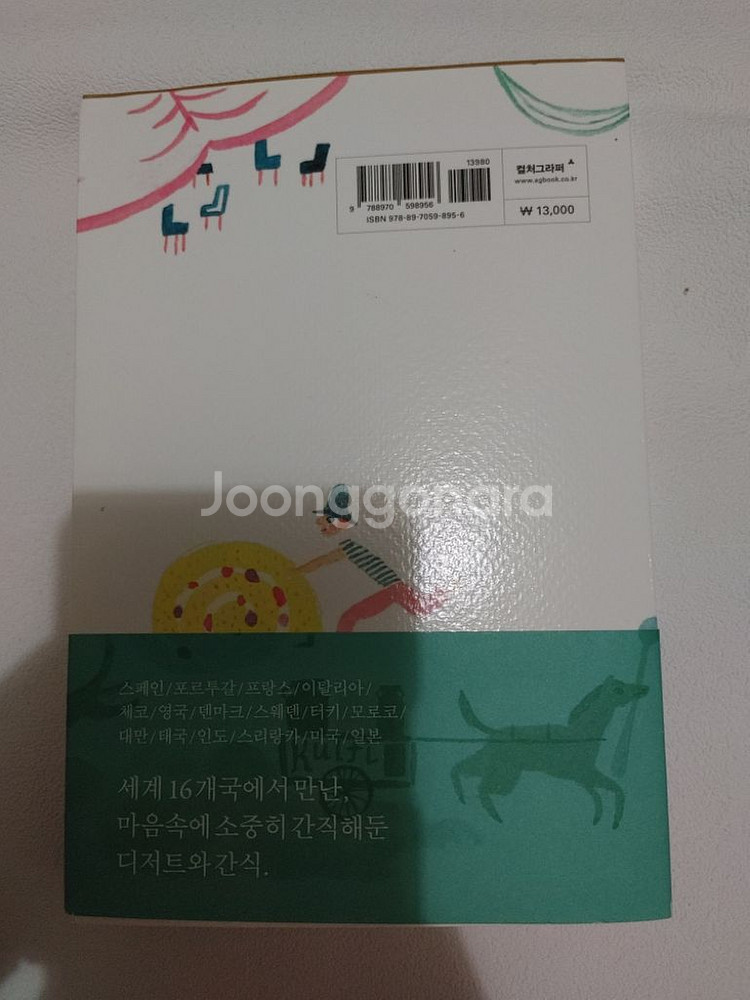 13980
컬처그라퍼
www.vgbook.co.kr
9 788970 598956
ISBN 978-89-7059-895-6
₩ 13,000
Joonggonara
스페인/포르투갈/프랑스/이탈리아/
체코/영국/덴마크/스웨덴/터키/모로코/
대만/태국/인도/스리랑카/미국/일본
세계 16개국에서 만난,
마음속에 소중히 간직해둔
디저트와 간식.